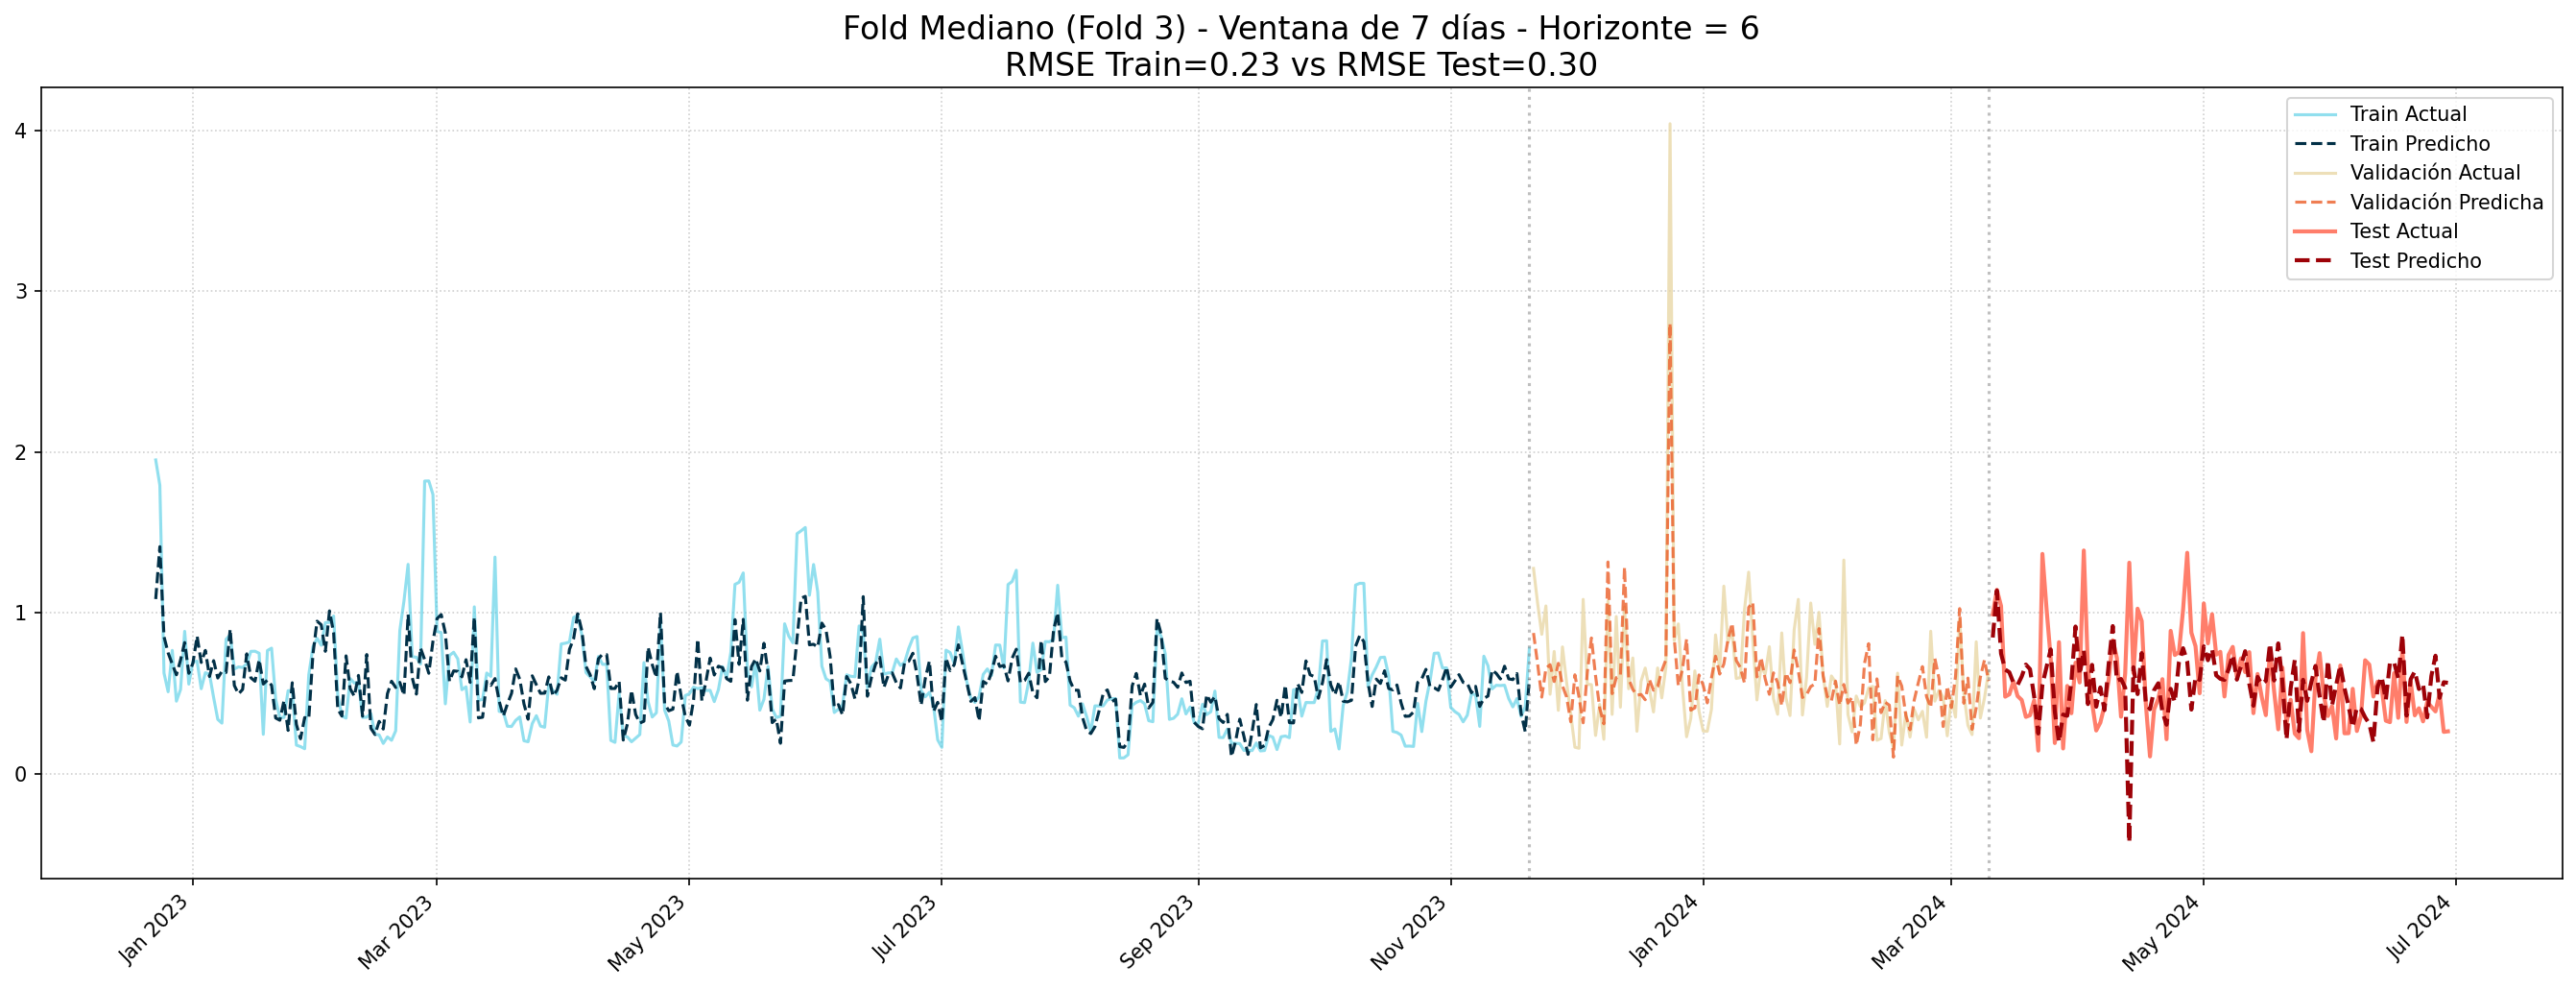 Fold Mediano (Fold 3) - Ventana de 7 días - Horizonte = 6
RMSE Train=0.23 vs RMSE Test=0.30
4
3
2
1
0
Train Actual
Train Predicho
Validación Actual
Validación Predicha
Test Actual
Test Predicho
Jan 2023
Mar 2023
May 2023
Jul 2023
Sep 2023
Nov 2023
Jan 2024
Mar 2024
May 2024
Jul 2024